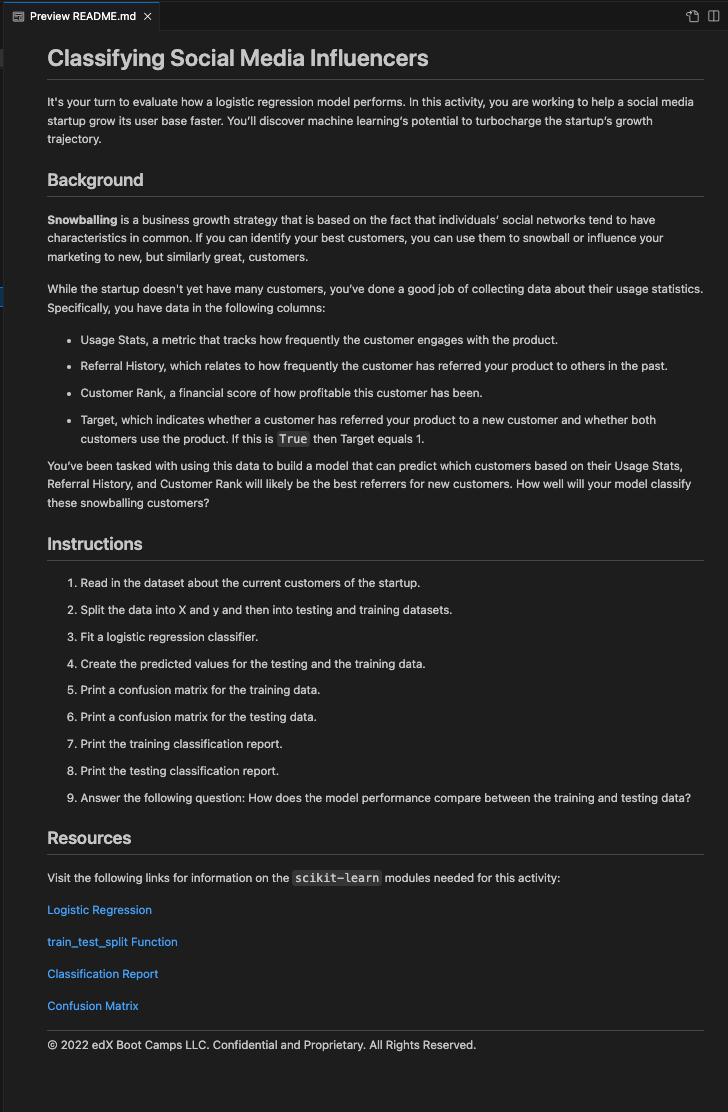 Preview README.md
Classifying Social Media Influencers
It's your turn to evaluate how a logistic regression model performs. In this activity, you are working to help a social media
startup grow its user base faster. You’ll discover machine learning’s potential to turbocharge the startup’s growth
trajectory.
Background
Snowballing is a business growth strategy that is based on the fact that individuals’ social networks tend to have
characteristics in common. If you can identify your best customers, you can use them to snowball or influence your
marketing to new, but similarly great, customers.
While the startup doesn't yet have many customers, you’ve done a good job of collecting data about their usage statistics.
Specifically, you have data in the following columns:
• Usage Stats, a metric that tracks how frequently the customer engages with the product.
• Referral History, which relates to how frequently the customer has referred your product to others in the past.
• Customer Rank, a financial score of how profitable this customer has been.
• Target, which indicates whether a customer has referred your product to a new customer and whether both
customers use the product. If this is True then Target equals 1.
You’ve been tasked with using this data to build a model that can predict which customers based on their Usage Stats,
Referral History, and Customer Rank will likely be the best referrers for new customers. How well will your model classify
these snowballing customers?
Instructions
1. Read in the dataset about the current customers of the startup.
2. Split the data into X and y and then into testing and training datasets.
3. Fit a logistic regression classifier.
4. Create the predicted values for the testing and the training data.
5. Print a confusion matrix for the training data.
6. Print a confusion matrix for the testing data.
7. Print the training classification report.
8. Print the testing classification report.
9. Answer the following question: How does the model performance compare between the training and testing data?
Resources
Visit the following links for information on the scikit-learn modules needed for this activity:
Logistic Regression
train_test_split Function
Classification Report
Confusion Matrix
© 2022 edX Boot Camps LLC. Confidential and Proprietary. All Rights Reserved.